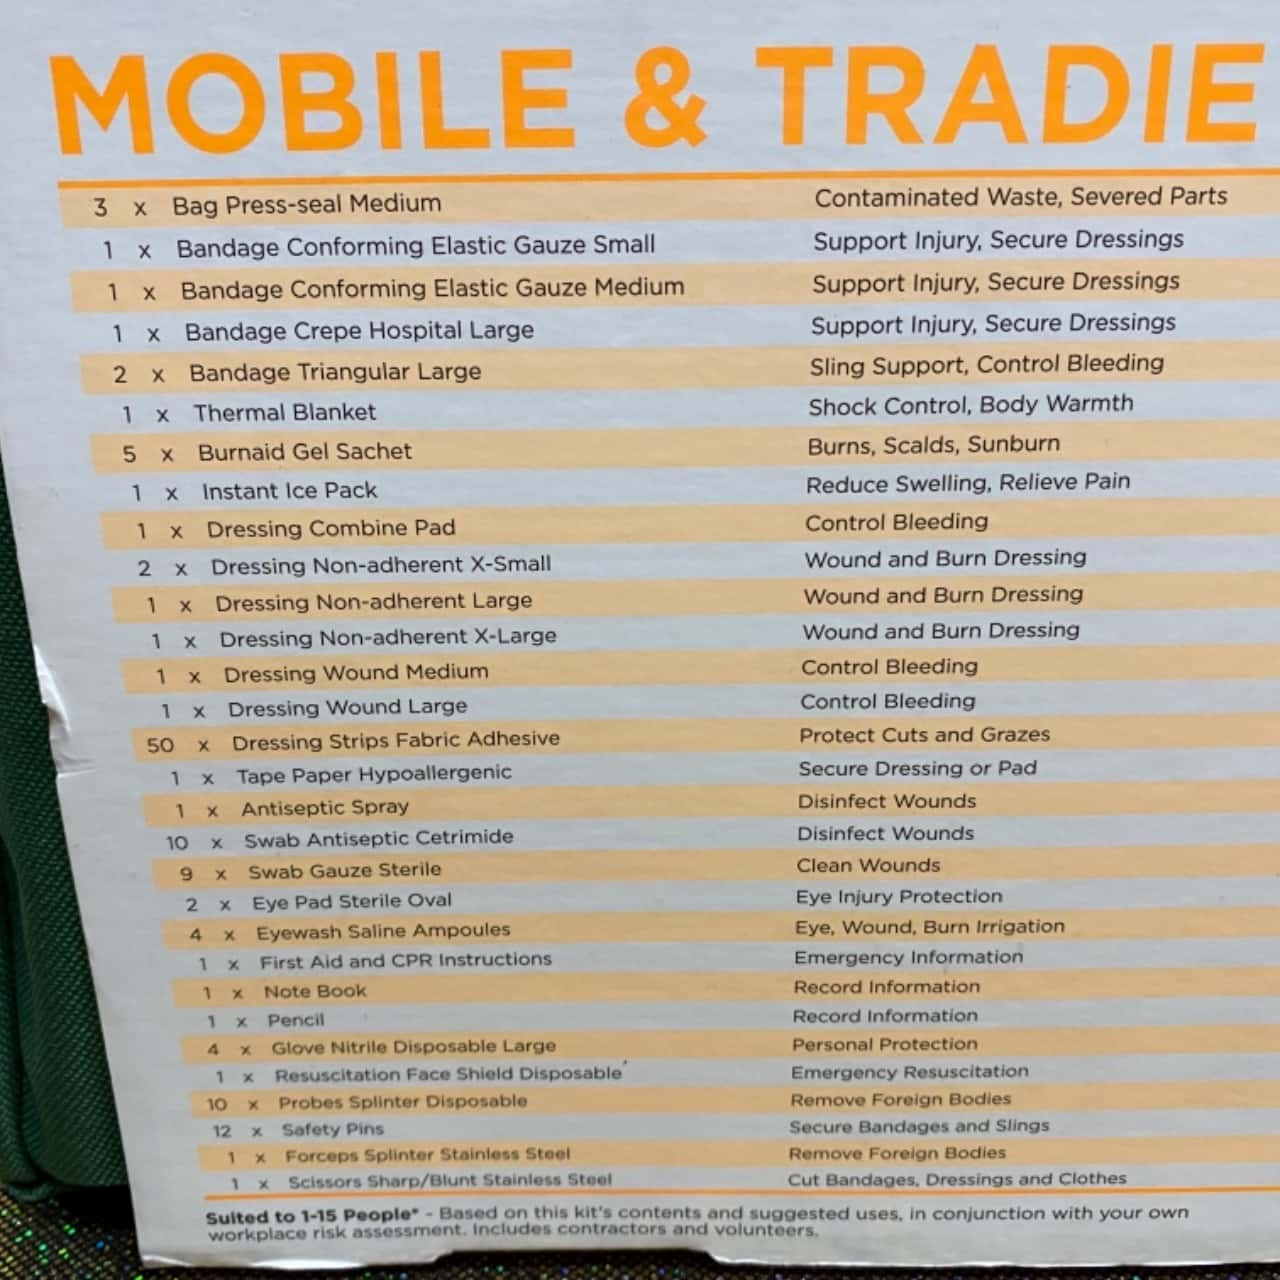 MOBILE & TRADIE
3 x Bag Press-seal Medium Contaminated Waste, Severed Parts
1 x Bandage Conforming Elastic Gauze Small Support Injury, Secure Dressings
1 x Bandage Conforming Elastic Gauze Medium Support Injury, Secure Dressings
1 x Bandage Crepe Hospital Large Support Injury, Secure Dressings
2 x Bandage Triangular Large Sling Support, Control Bleeding
1 x Thermal Blanket Shock Control, Body Warmth
5 x Burnaid Gel Sachet Burns, Scalds, Sunburn
1 x Instant Ice Pack Reduce Swelling, Relieve Pain
1 x Dressing Combine Pad Control Bleeding
2 x Dressing Non-adherent X-Small Wound and Burn Dressing
1 x Dressing Non-adherent Large Wound and Burn Dressing
1 x Dressing Non-adherent X-Large Wound and Burn Dressing
1 x Dressing Wound Medium Control Bleeding
1 x Dressing Wound Large Control Bleeding
50 x Dressing Strips Fabric Adhesive Protect Cuts and Grazes
1 x Tape Paper Hypoallergenic Secure Dressing or Pad
1 x Antiseptic Spray Disinfect Wounds
10 x Swab Antiseptic Cetrimide Disinfect Wounds
9 x Swab Gauze Sterile Clean Wounds
2 x Eye Pad Sterile Oval Eye Injury Protection
4 x Eyewash Saline Ampoules Eye, Wound, Burn Irrigation
1 x First Aid and CPR Instructions Emergency Information
1 x Note Book Record Information
1 x Pencil Record Information
4 x Glove Nitrile Disposable Large Personal Protection
1 x Resuscitation Face Shield Disposable Emergency Resuscitation
10 x Probes Splinter Disposable Remove Foreign Bodies
12 x Safety Pins Secure Bandages and Slings
1 x Forceps Splinter Stainless Steel Remove Foreign Bodies
1 x Scissors Sharp/Blunt Stainless Steel Cut Bandages, Dressings and Clothes
Suited to 1-15 People* - Based on this kit's contents and suggested uses, in conjunction with your own
workplace risk assessment. Includes contractors and volunteers.